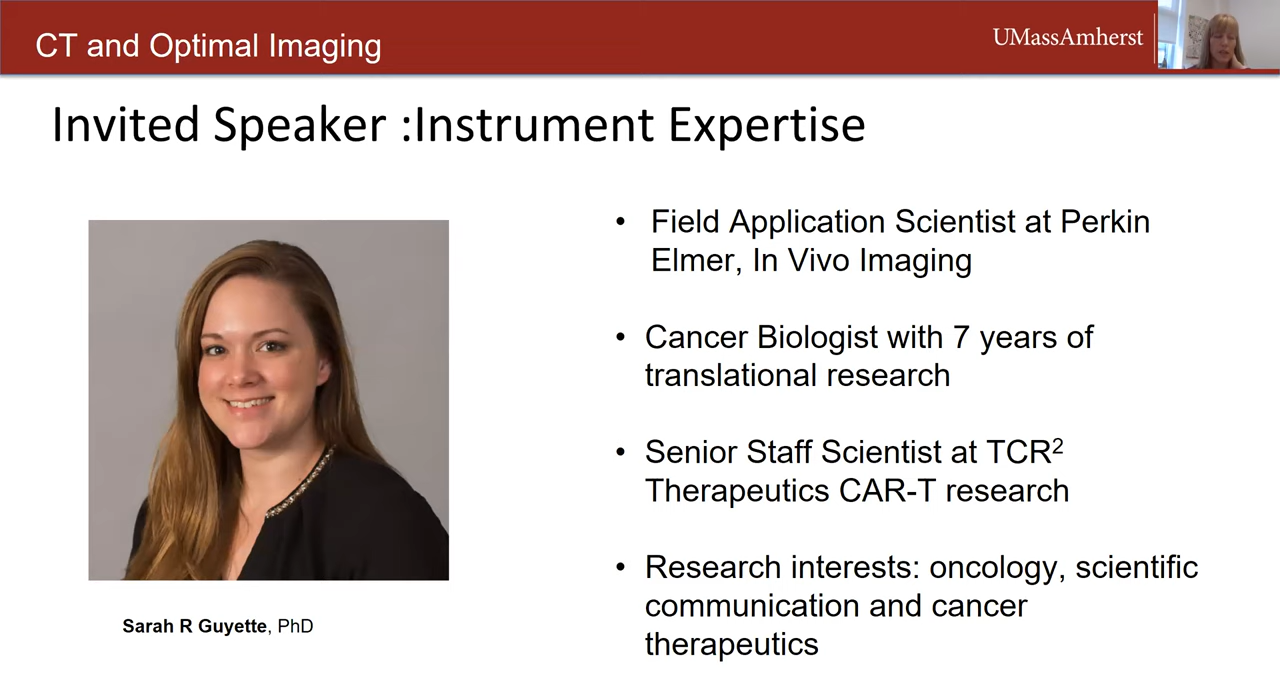 CT and Optimal Imaging
UMassAmherst
Invited Speaker :Instrument Expertise
• Field Application Scientist at Perkin
Elmer, In Vivo Imaging
• Cancer Biologist with 7 years of
translational research
• Senior Staff Scientist at TCR²
Therapeutics CAR-T research
• Research interests: oncology, scientific
communication and cancer
therapeutics
Sarah R Guyette, PhD